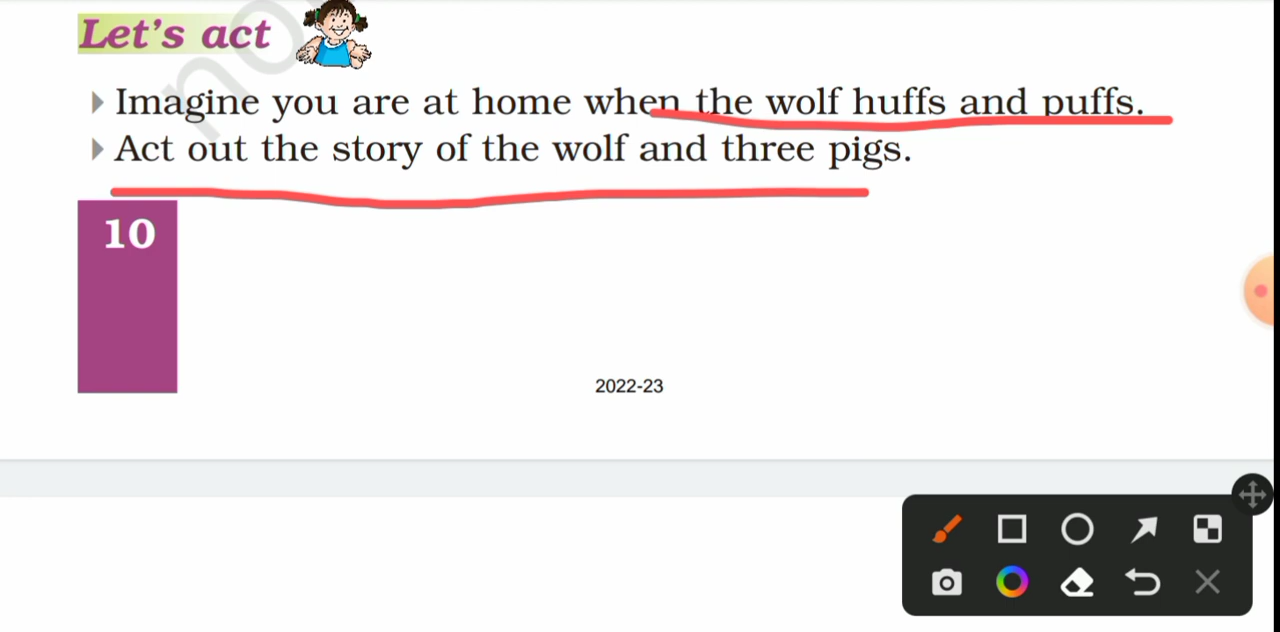 Let's act
Imagine you are at home when the wolf huffs and puffs.
Act out the story of the wolf and three pigs.
10
2022-23